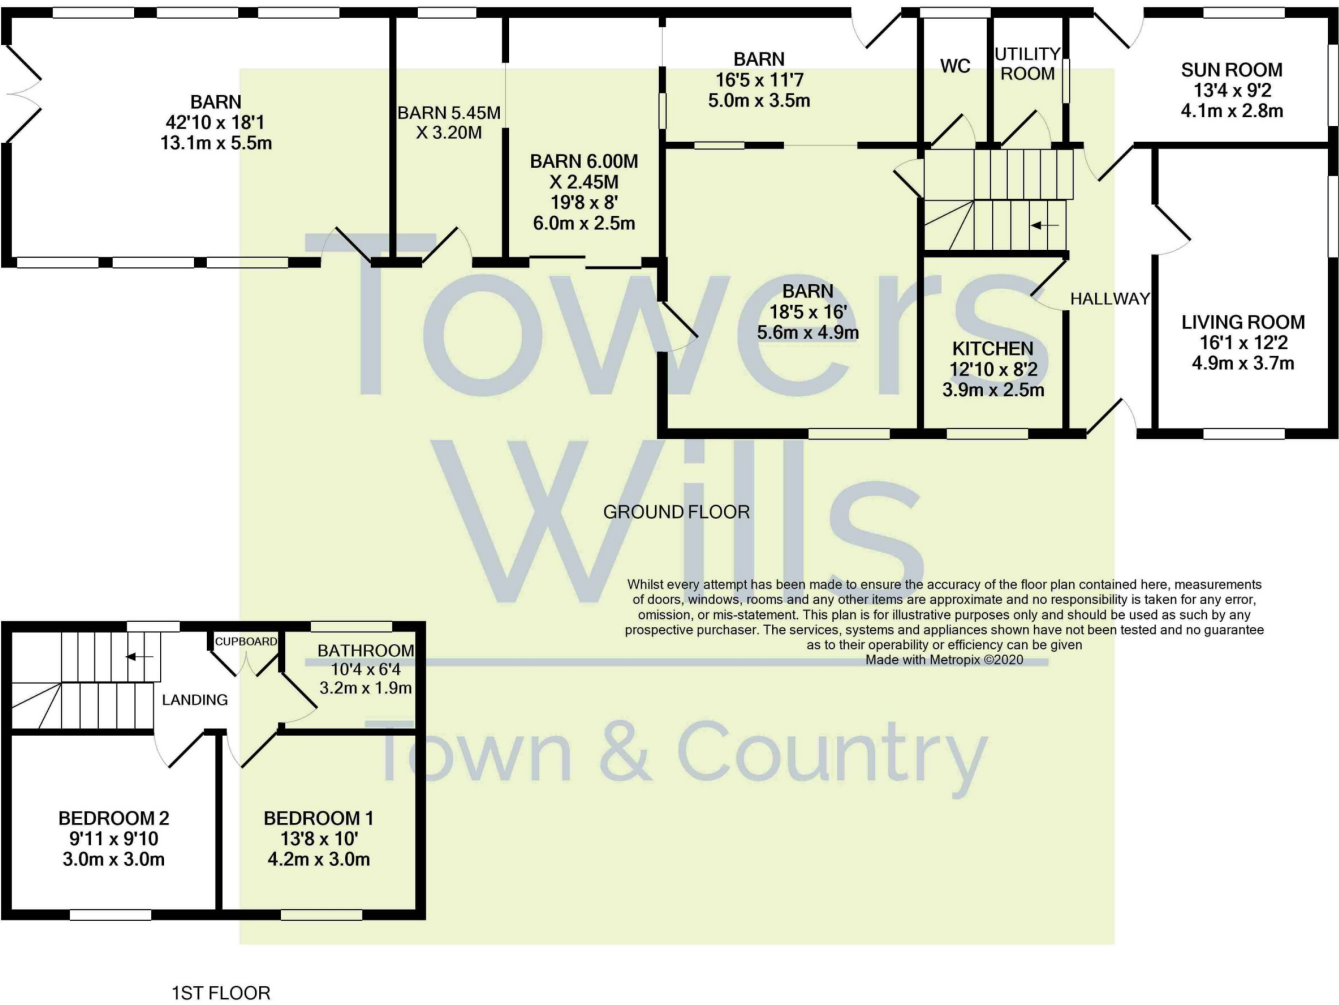 BARN
42'10 x 18'1
13.1m x 5.5m
BARN 5.45M
X 3.20M
BARN 6.00M
X 2.45M
19'8 x 8'
6.0m x 2.5m
BARN
16'5 x 11'7
5.0m x 3.5m
WC
UTILITY
ROOM
SUN ROOM
13'4 x 9'2
4.1m x 2.8m
BARN
18'5 x 16'
5.6m x 4.9m
KITCHEN
12'10 x 8'2
3.9m x 2.5m
HALLWAY
LIVING ROOM
16'1 x 12'2
4.9m x 3.7m
Towers
Wills
GROUND FLOOR
Whilst every attempt has been made to ensure the accuracy of the floor plan contained here, measurements
of doors, windows, rooms and any other items are approximate and no responsibility is taken for any error,
omission, or mis-statement. This plan is for illustrative purposes only and should be used as such by any
prospective purchaser. The services, systems and appliances shown have not been tested and no guarantee
as to their operability or efficiency can be given
Made with Metropix ©2020
Town & Country
CUPBOARD
BATHROOM
10'4 x 6'4
3.2m x 1.9m
LANDING
BEDROOM 2
9'11 x 9'10
3.0m x 3.0m
BEDROOM 1
13'8 x 10'
4.2m x 3.0m
1ST FLOOR